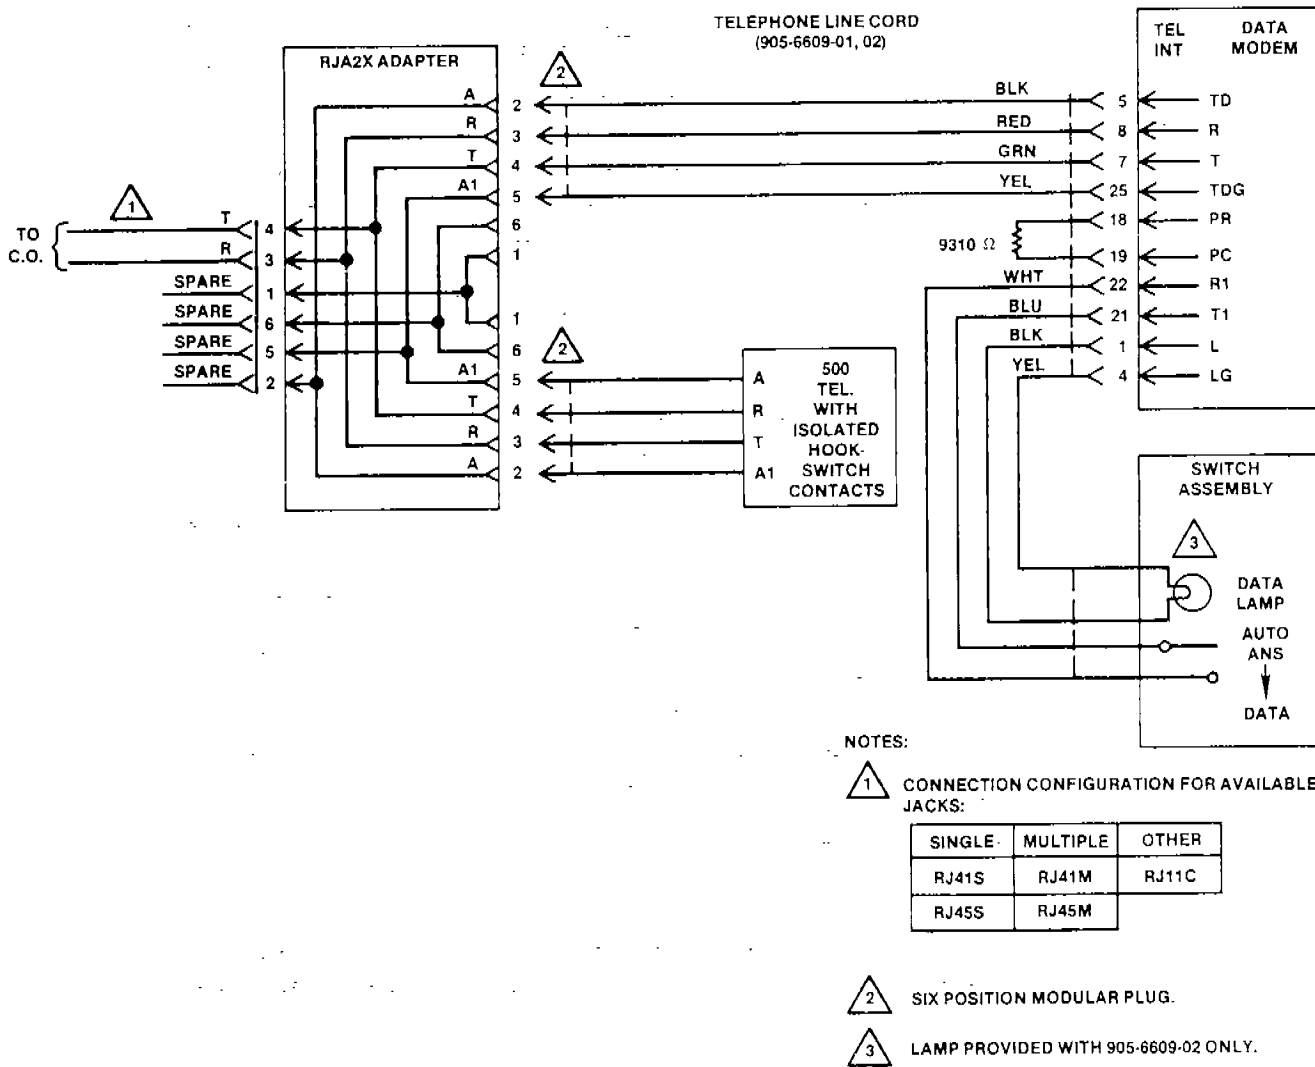 TELEPHONE LINE CORD
(905-6609-01, 02)
TEL INT
DATA MODEM
RJA2X ADAPTER
2
A 2 BLK 5 TD
R 3 RED 8 R
T 4 GRN 7 T
A1 5 YEL 25 TDG
6
1
18 PR
9310 Ω
19 PC
WHT 22 R1
BLU 21 T1
BLK 1 L
YEL 4 LG
1
TO
C.O.
T 4
R 3
SPARE 1
SPARE 6
SPARE 5
SPARE 2
1
6
2
A1 5 A
T 4 R
R 3 T
A 2 A1
500
TEL.
WITH
ISOLATED
HOOK-
SWITCH
CONTACTS
SWITCH
ASSEMBLY
3
DATA
LAMP
AUTO
ANS
DATA
NOTES:
1 CONNECTION CONFIGURATION FOR AVAILABLE
JACKS:
SINGLE MULTIPLE OTHER
RJ41S RJ41M RJ11C
RJ45S RJ45M
2 SIX POSITION MODULAR PLUG.
3 LAMP PROVIDED WITH 905-6609-02 ONLY.